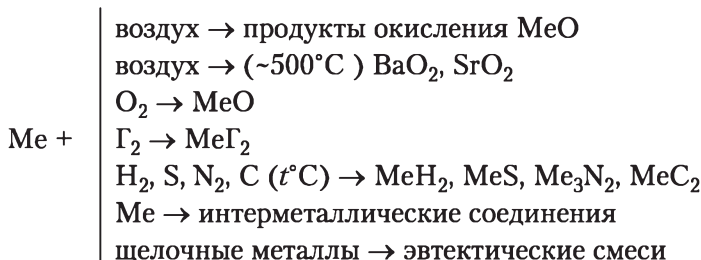 воздух → продукты окисления MeO
воздух → (~500°C ) BaO₂, SrO₂
O₂ → MeO
Me + Г₂ → MeГ₂
H₂, S, N₂, C (t°C) → MeH₂, MeS, Me₃N₂, MeC₂
Me → интерметаллические соединения
щелочные металлы → эвтектические смеси